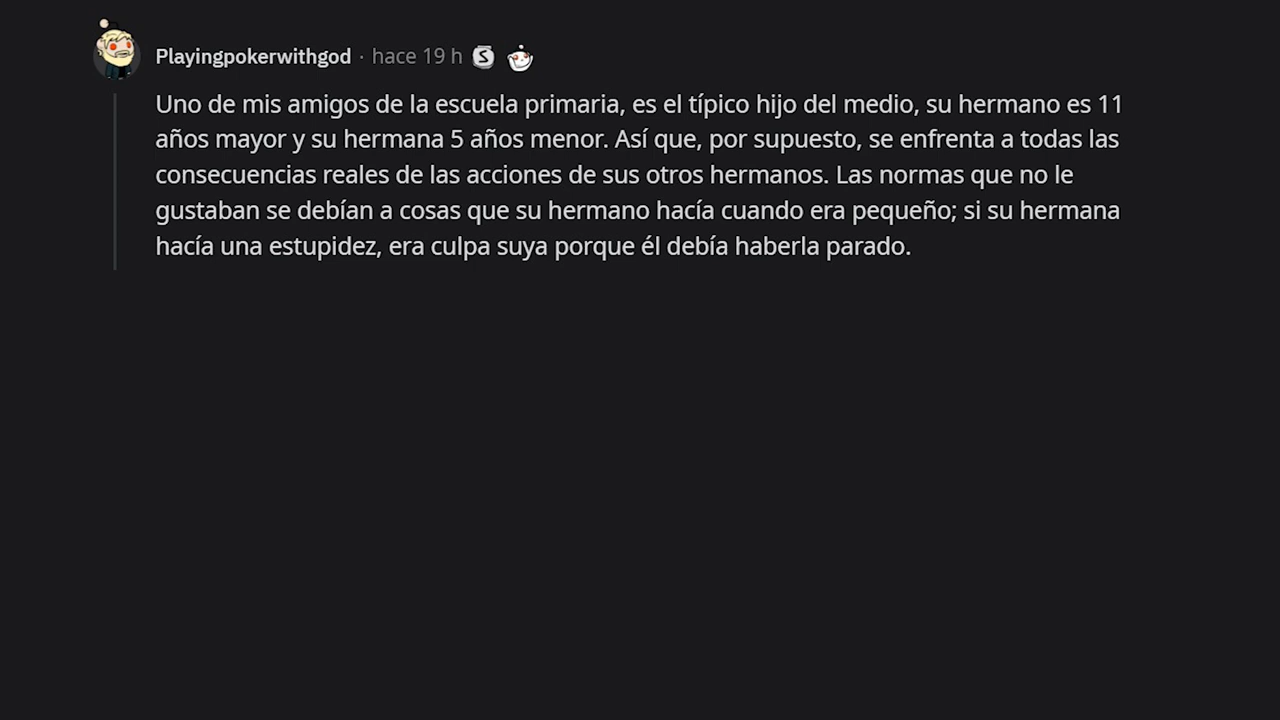 Playingpokerwithgod · hace 19 h
Uno de mis amigos de la escuela primaria, es el típico hijo del medio, su hermano es 11
años mayor y su hermana 5 años menor. Así que, por supuesto, se enfrenta a todas las
consecuencias reales de las acciones de sus otros hermanos. Las normas que no le
gustaban se debían a cosas que su hermano hacía cuando era pequeño; si su hermana
hacía una estupidez, era culpa suya porque él debía haberla parado.